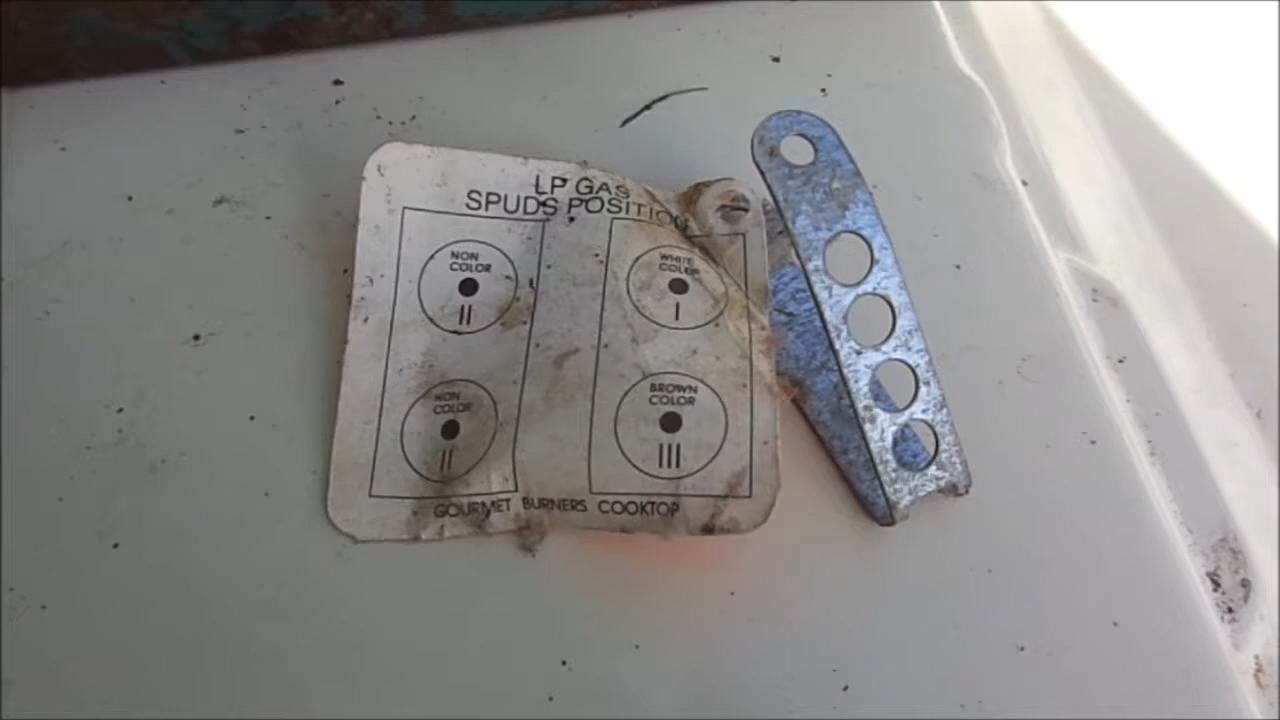 LP GAS
SPUDS POSITION
NON
COLOR
II
WHITE
COLOR
I
NON
COLOR
II
BROWN
COLOR
III
GOURMET BURNERS COOKTOP